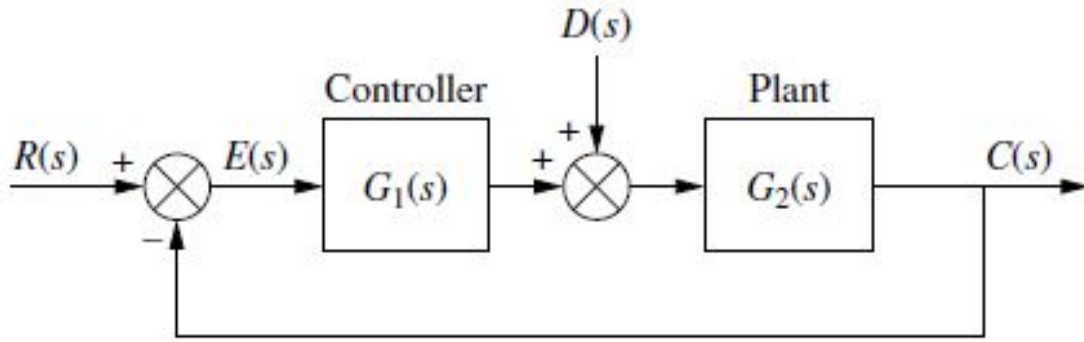 D(s)
Controller
Plant
R(s)
+
E(s)
G₁(s)
+
+
G₂(s)
C(s)
−